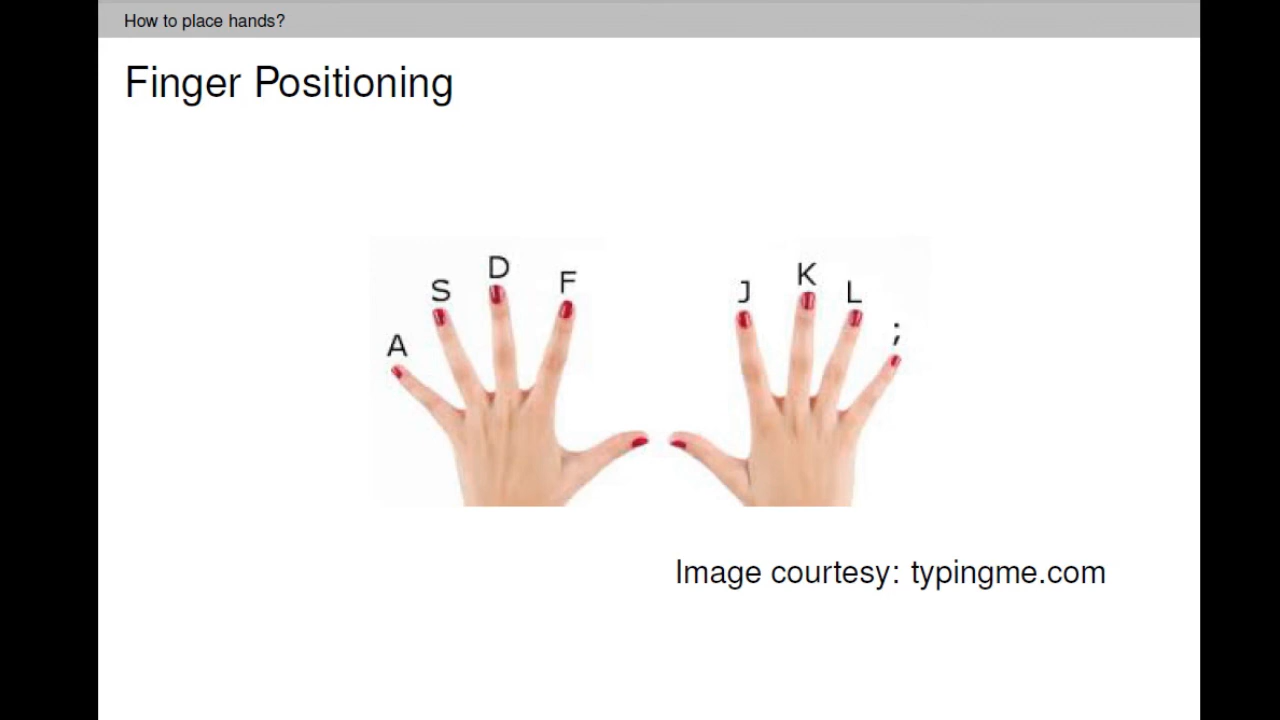 How to place hands?
Finger Positioning
A S D F J K L ;
Image courtesy: typingme.com